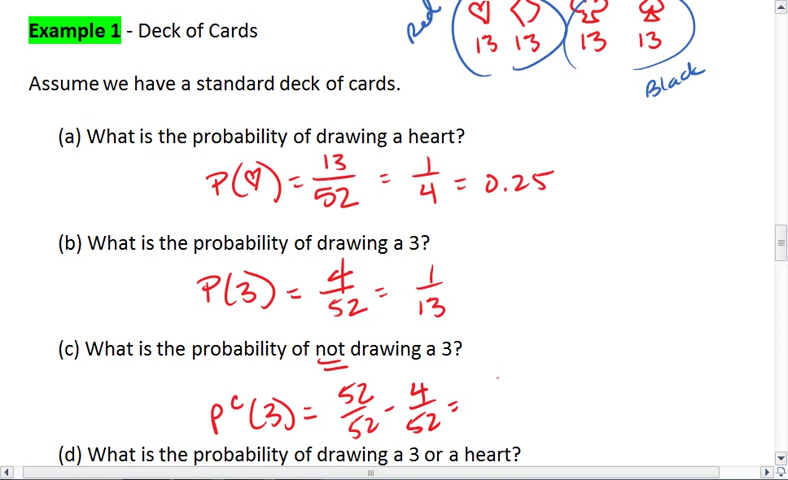 Red
13 13 13 13
Black
Example 1 - Deck of Cards
Assume we have a standard deck of cards.
(a) What is the probability of drawing a heart?
P(♡) = 13/52 = 1/4 = 0.25
(b) What is the probability of drawing a 3?
P(3) = 4/52 = 1/13
(c) What is the probability of not drawing a 3?
Pᶜ(3) = 52/52 - 4/52 =
(d) What is the probability of drawing a 3 or a heart?